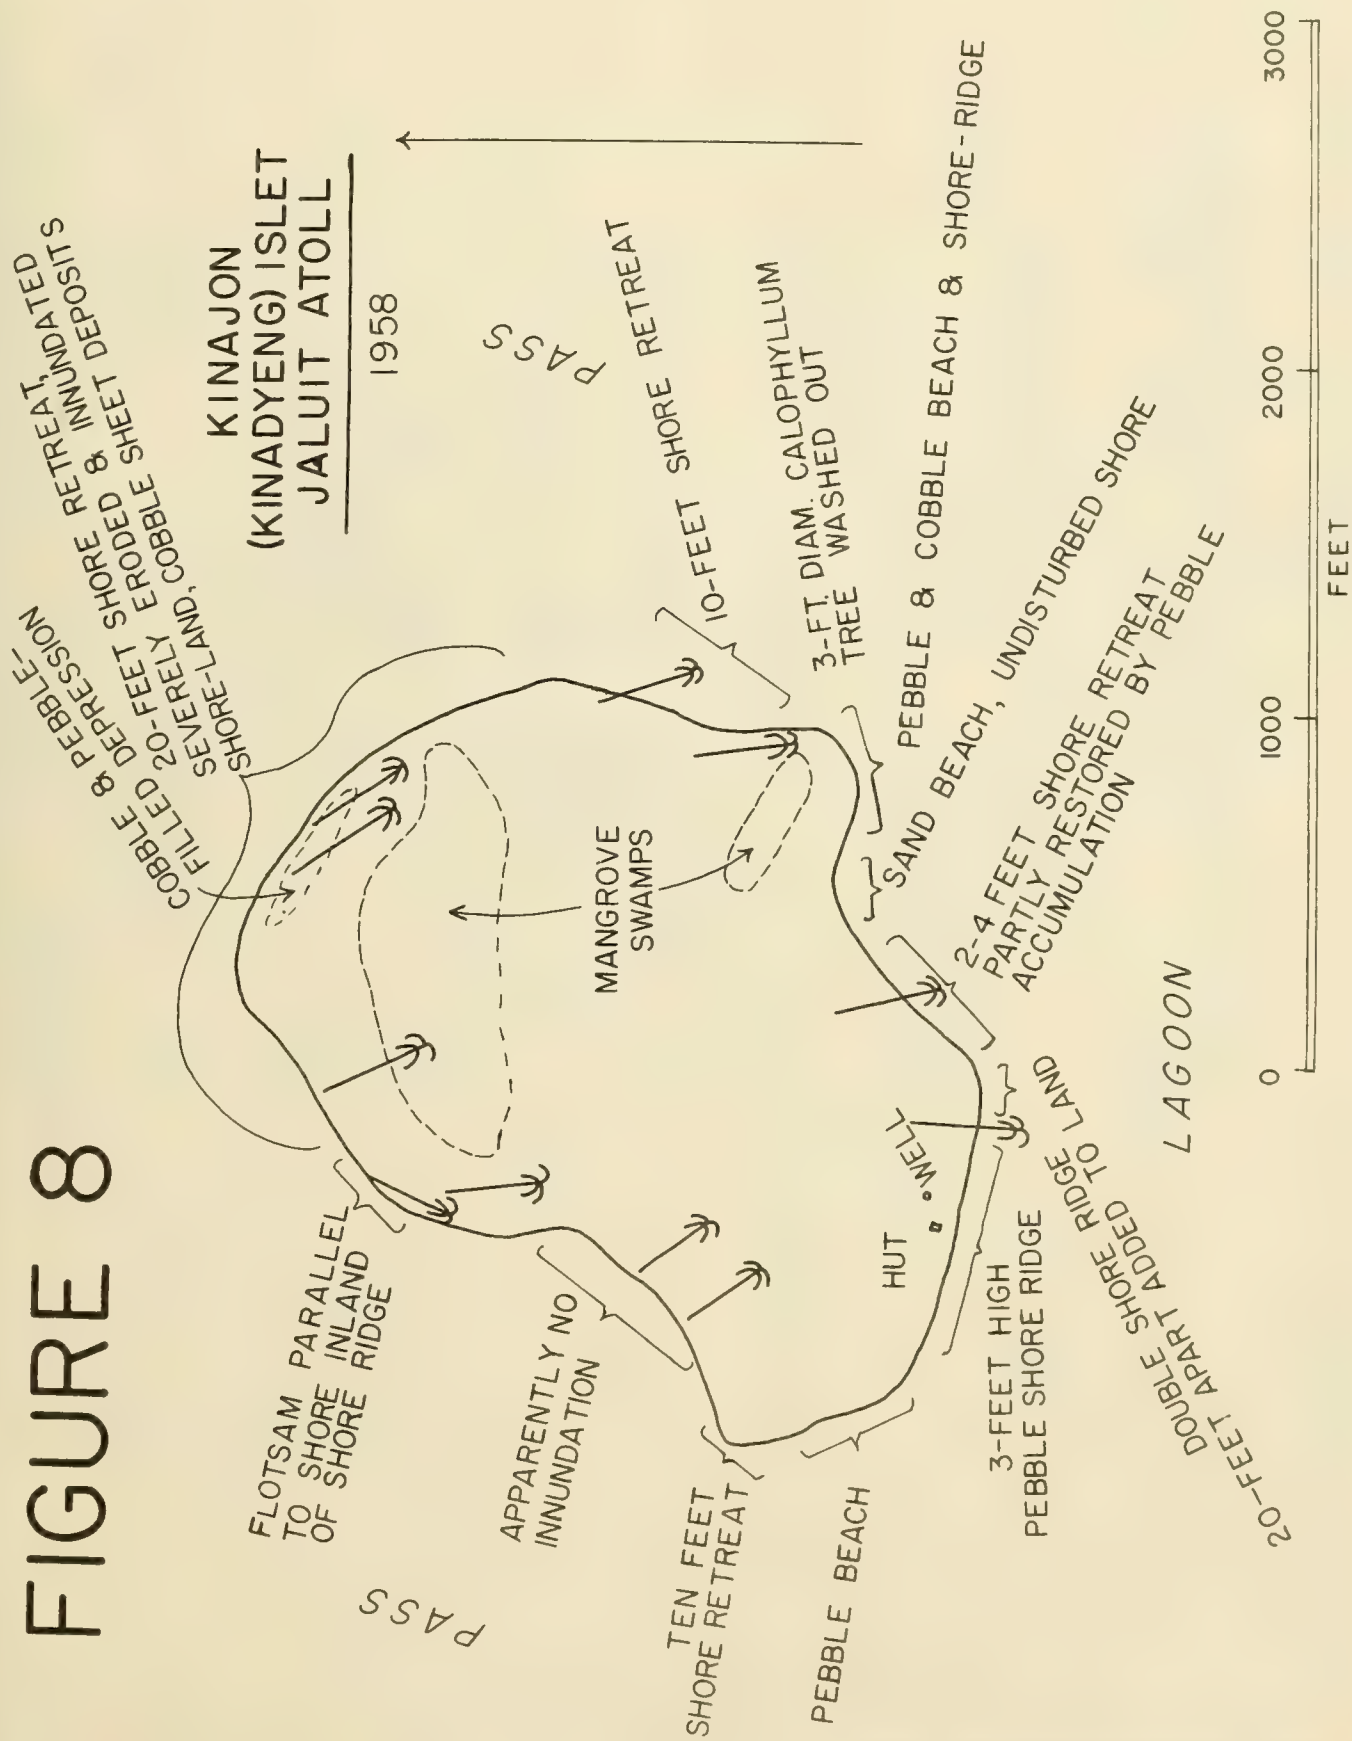 FIGURE 8
KINAJON
(KINADYENG) ISLET
JALUIT ATOLL
1958
COBBLE & PEBBLE-
FILLED DEPRESSION
20-FEET SHORE RETREAT,
SEVERELY ERODED & INNUNDATED
SHORE-LAND, COBBLE SHEET DEPOSITS
SHORE RETREAT, INNUNDATED
FLOTSAM PARALLEL
TO SHORE INLAND
OF SHORE RIDGE
PASS
PASS
10-FEET SHORE RETREAT
APPARENTLY NO
INNUNDATION
MANGROVE
SWAMPS
3-FT. DIAM. CALOPHYLLUM
TREE WASHED OUT
TEN FEET
SHORE RETREAT
PEBBLE & COBBLE BEACH & SHORE-RIDGE
PEBBLE BEACH
HUT
WELL
SAND BEACH, UNDISTURBED SHORE
2-4 FEET SHORE RETREAT
PARTLY RESTORED BY PEBBLE
ACCUMULATION
3-FEET HIGH
PEBBLE SHORE RIDGE
DOUBLE SHORE RIDGE
20-FEET APART ADDED TO LAND
LAGOON
0
1000
2000
3000
FEET